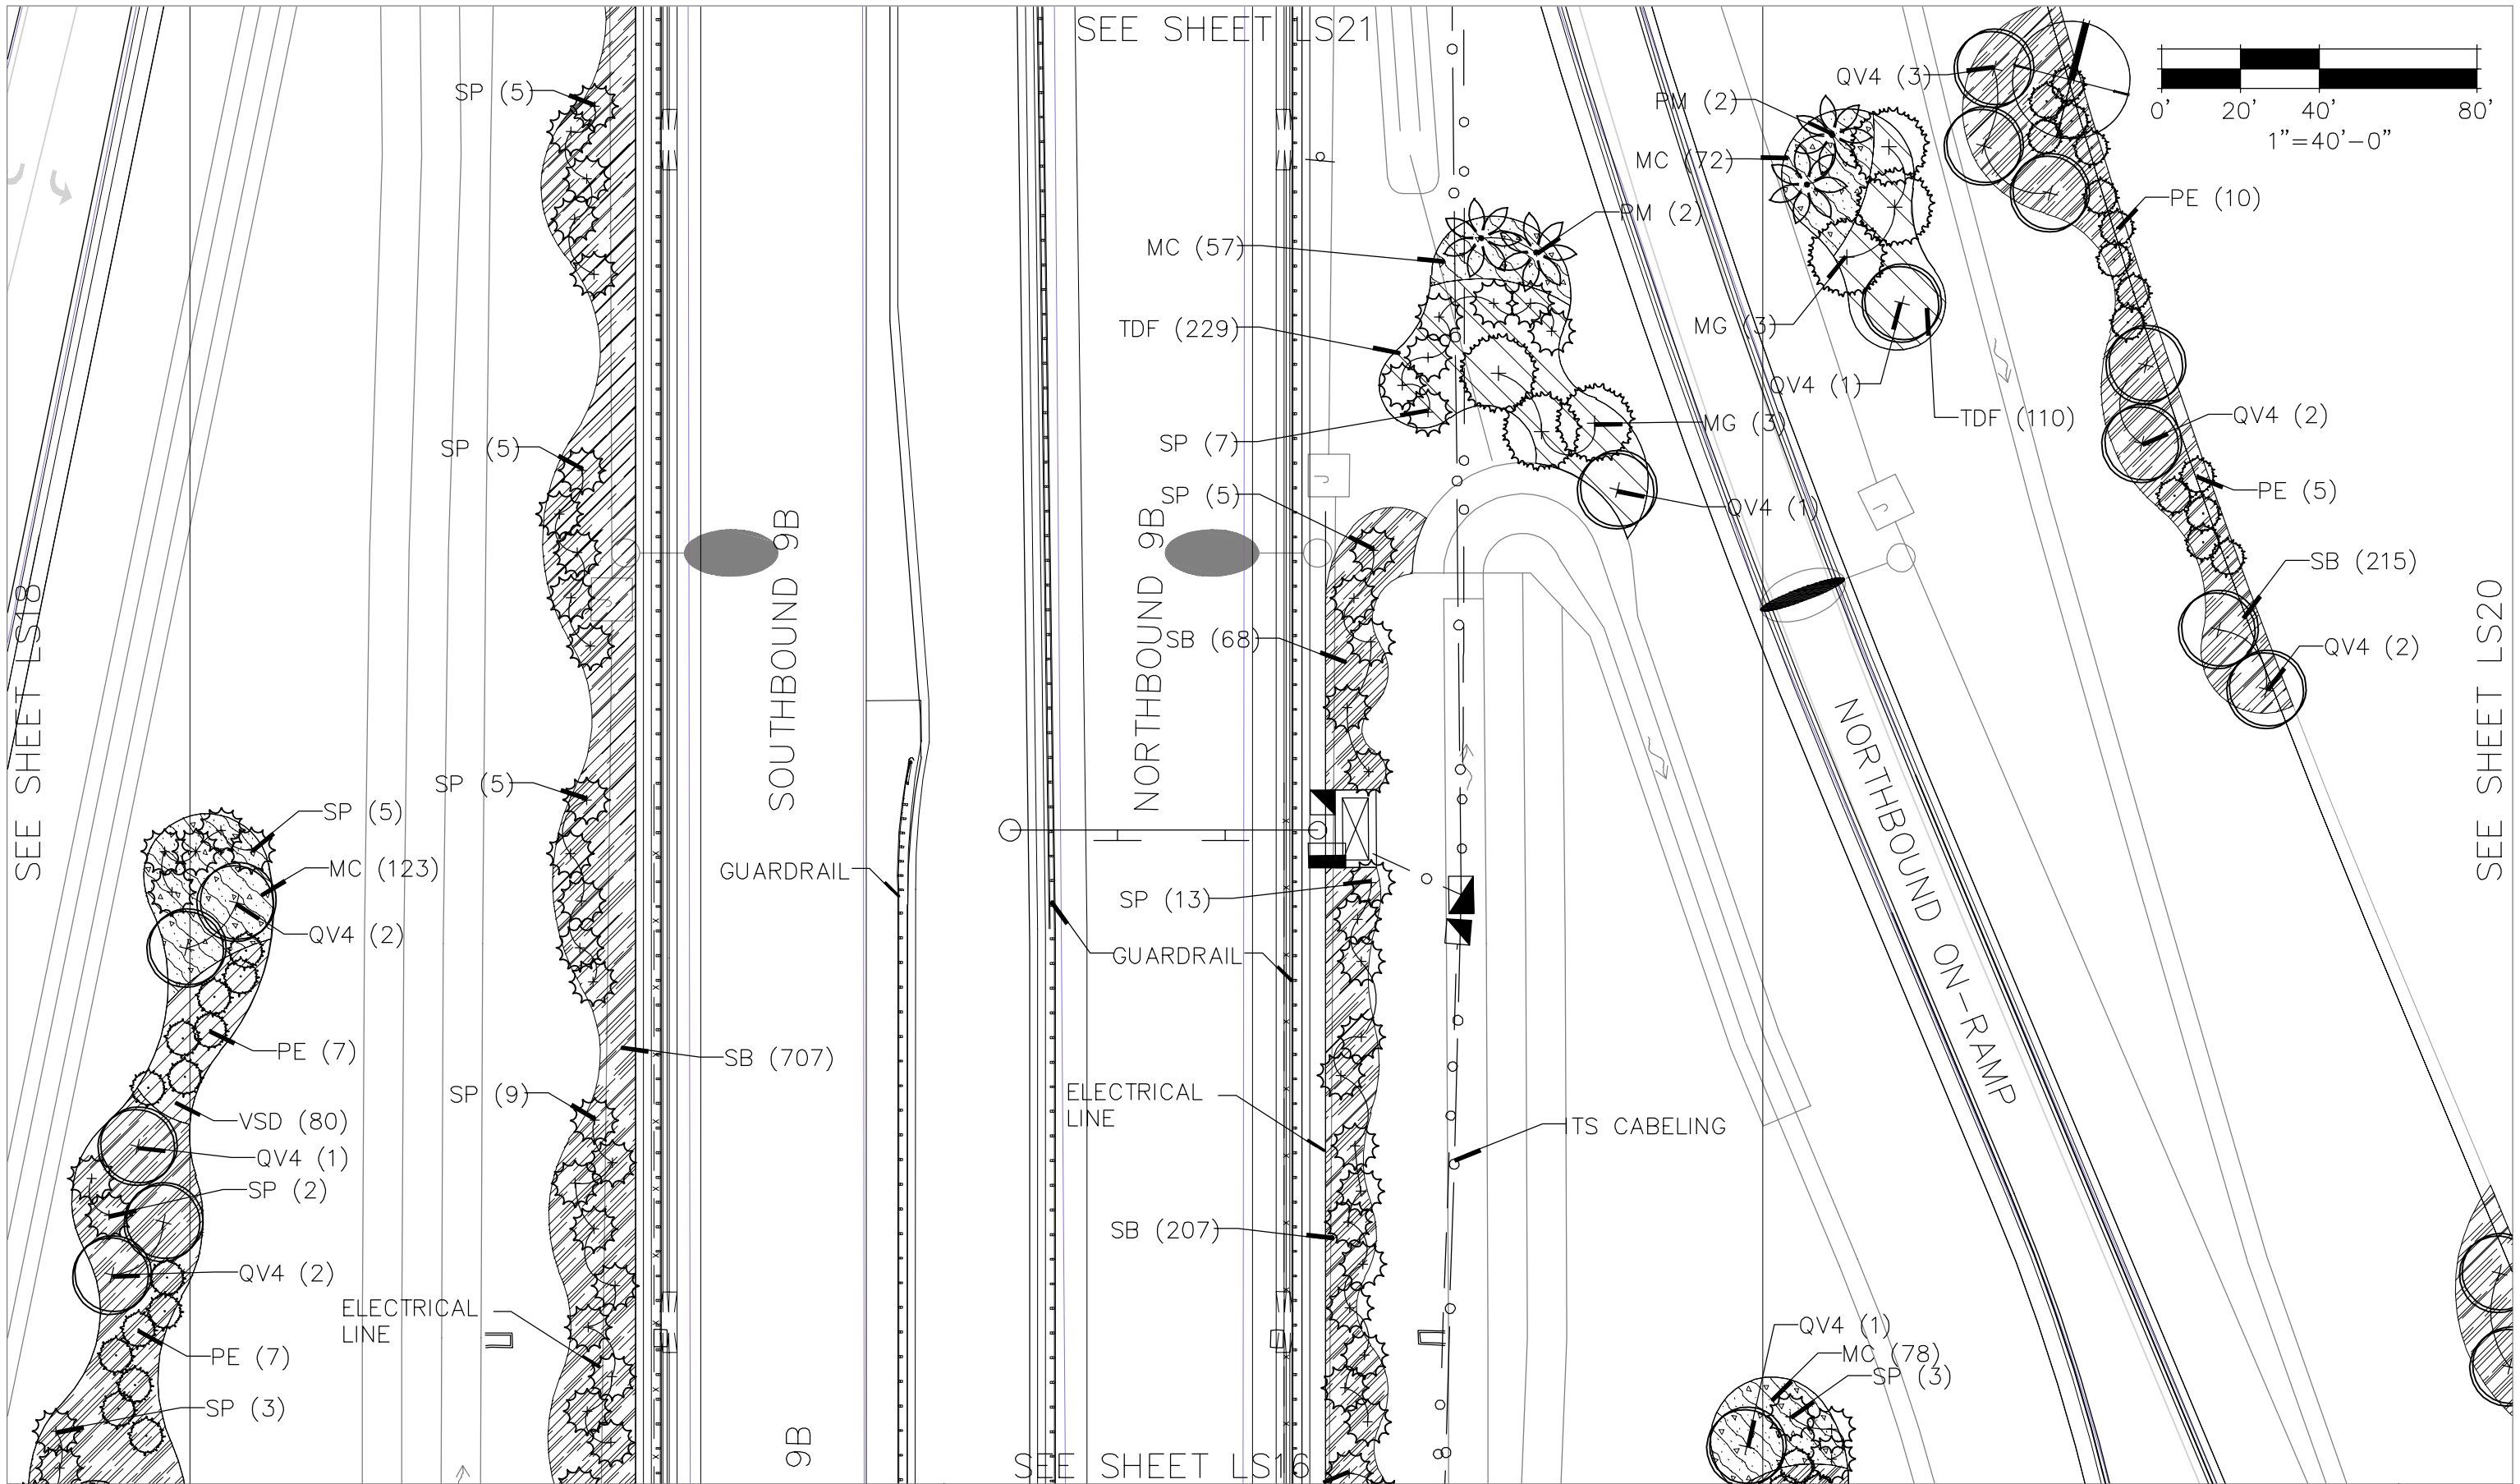 SEE SHEET LS21
SP (5)
QV4 (3)
PM (2)
0' 20' 40' 80'
1"=40'-0"
MC (72)
PE (10)
PM (2)
MC (57)
TDF (229)
MG (3)
QV4 (1)
TDF (110)
QV4 (2)
MG (3)
SP (7)
SP (5)
SP (5)
PE (5)
QV4 (1)
J
J
J
SOUTHBOUND 9B
NORTHBOUND 9B
SB (215)
SB (68)
QV4 (2)
SEE SHEET LS18
SEE SHEET LS20
SP (5)
SP (5)
MC (123)
QV4 (2)
GUARDRAIL
SP (13)
GUARDRAIL
NORTHBOUND ON-RAMP
PE (7)
SB (707)
SP (9)
ELECTRICAL
LINE
VSD (80)
ITS CABELING
QV4 (1)
SP (2)
SB (207)
QV4 (2)
ELECTRICAL
LINE
PE (7)
QV4 (1)
MC (78)
SP (3)
SP (3)
9B
SEE SHEET LS16